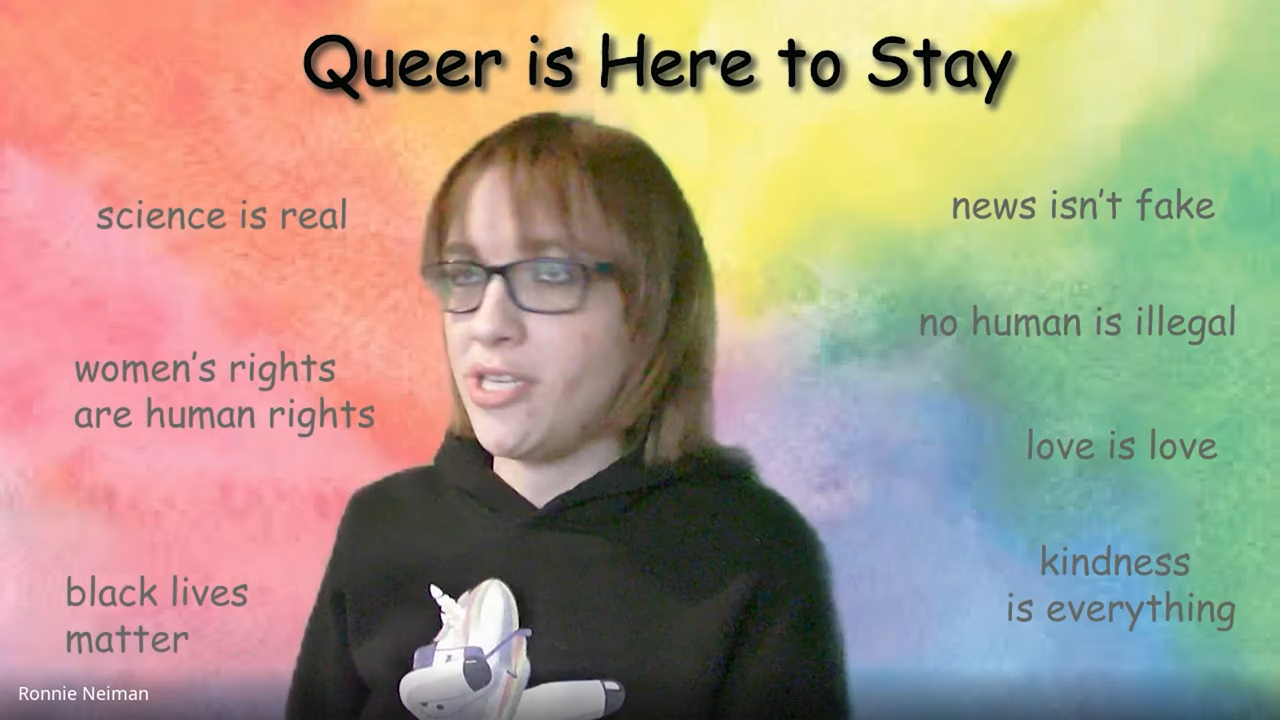 Queer is Here to Stay
science is real
women's rights
are human rights
black lives
matter
news isn't fake
no human is illegal
love is love
kindness
is everything
Ronnie Neiman